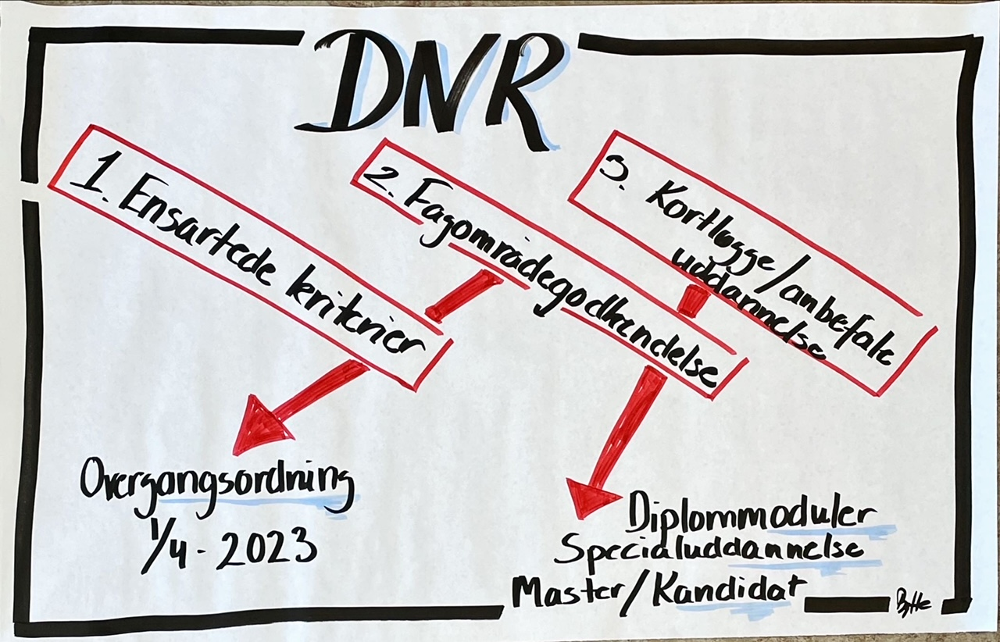 DNR
1. Ensartede kriterier
2. Fagområdegodkendelse
3. Kortlægge/anbefale
uddannelse
Overgangsordning
1/4 - 2023
Diplommoduler
Specialuddannelse
Master/Kandidat